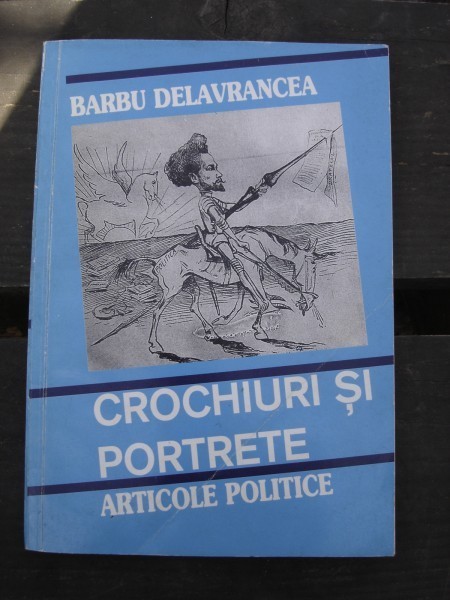 BARBU DELAVRANCEA
CROCHIURI ȘI
PORTRETE
ARTICOLE POLITICE